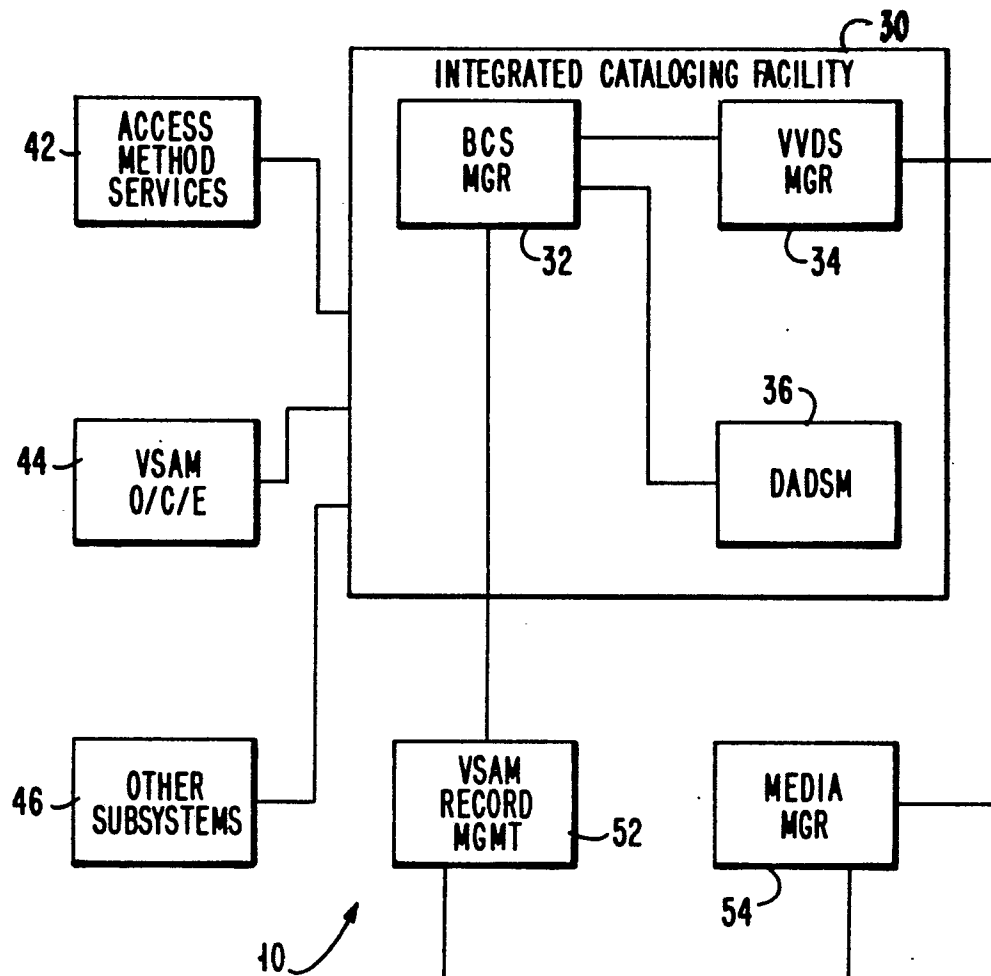 30
INTEGRATED CATALOGING FACILITY
42
ACCESS
METHOD
SERVICES
BCS
MGR
32
VVDS
MGR
34
36
DADSM
44
VSAM
O/C/E
46
OTHER
SUBSYSTEMS
VSAM
RECORD
MGMT
52
MEDIA
MGR
54
10